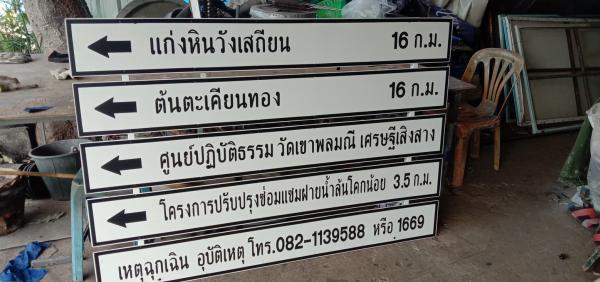 แก่งหินวังเสถียน 16 ก.ม.
ต้นตะเคียนทอง 16 ก.ม.
ศูนย์ปฏิบัติธรรม วัดเขาพลมณี เศรษฐีเสิงสาง
โครงการปรับปรุงซ่อมแซมฝายน้ำล้นโคกน้อย 3.5 ก.ม.
เหตุฉุกเฉิน อุบัติเหตุ โทร.082-1139588 หรือ 1669